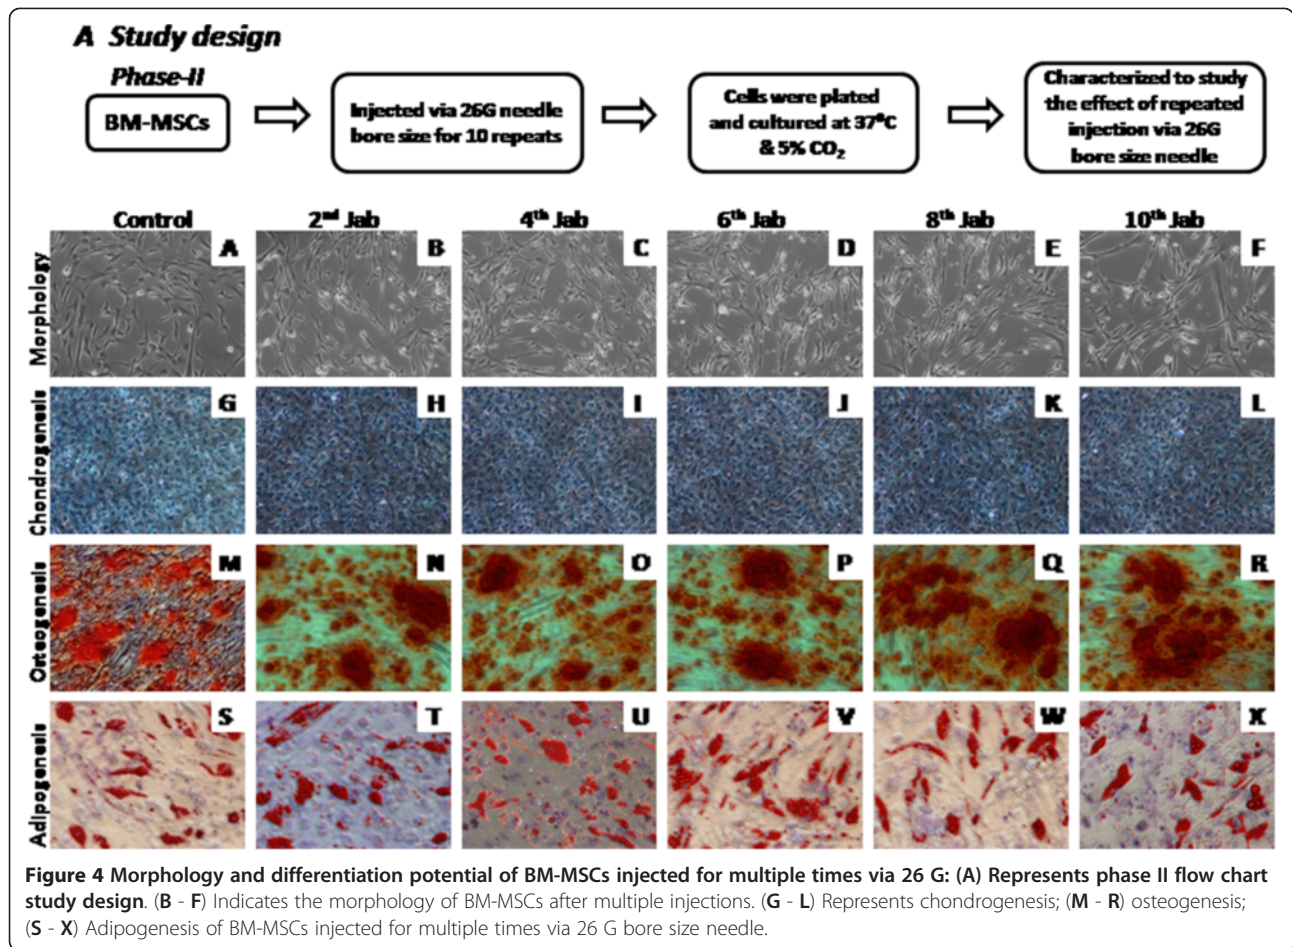 A Study design
Phase-II
BM-MSCs
Injected via 26G needle
bore size for 10 repeats
Cells were plated
and cultured at 37⁰C
& 5% CO₂
Characterized to study
the effect of repeated
injection via 26G
bore size needle
Control 2ⁿᵈ Jab 4ᵗʰ Jab 6ᵗʰ Jab 8ᵗʰ Jab 10ᵗʰ Jab
Morphology
A B C D E F
Chondrogenesis
G H I J K L
Osteogenesis
M N O P Q R
Adipogenesis
S T U V W X
Figure 4 Morphology and differentiation potential of BM-MSCs injected for multiple times via 26 G: (A) Represents phase II flow chart
study design. (B - F) Indicates the morphology of BM-MSCs after multiple injections. (G - L) Represents chondrogenesis; (M - R) osteogenesis;
(S - X) Adipogenesis of BM-MSCs injected for multiple times via 26 G bore size needle.